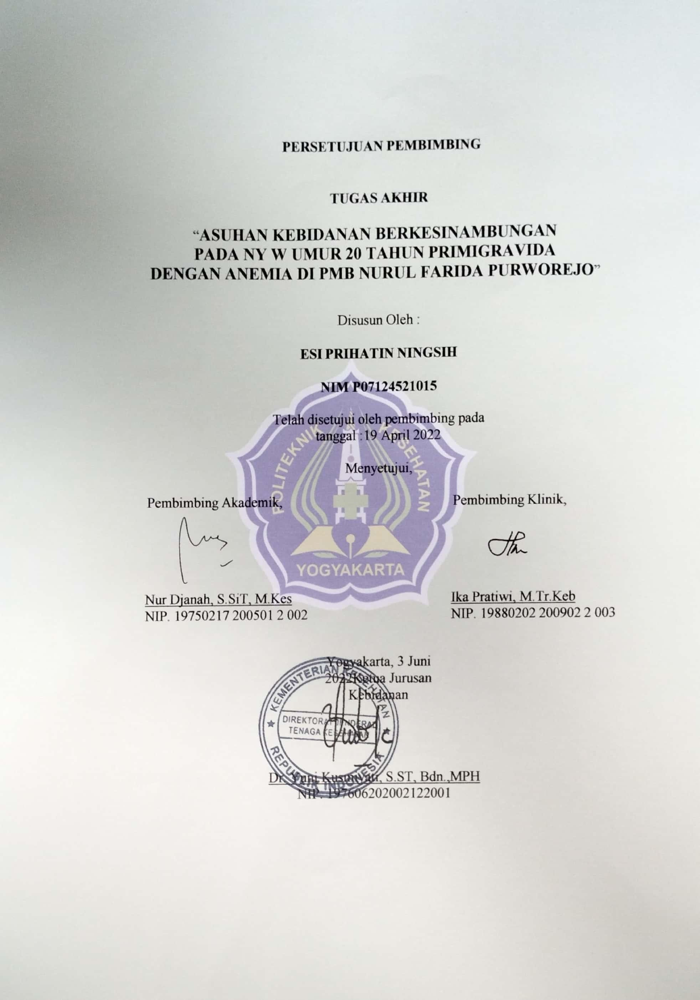 PERSETUJUAN PEMBIMBING
TUGAS AKHIR
“ASUHAN KEBIDANAN BERKESINAMBUNGAN
PADA NY W UMUR 20 TAHUN PRIMIGRAVIDA
DENGAN ANEMIA DI PMB NURUL FARIDA PURWOREJO”
Disusun Oleh :
ESI PRIHATIN NINGSIH
NIM P07124521015
Telah disetujui oleh pembimbing pada
tanggal : 19 April 2022
Menyetujui,
POLITEKNIK KESEHATAN
YOGYAKARTA
Pembimbing Akademik,
Nur Djanah, S.SiT, M.Kes
NIP. 19750217 200501 2 002
Pembimbing Klinik,
Ika Pratiwi, M.Tr.Keb
NIP. 19880202 200902 2 003
Yogyakarta, 3 Juni
2022Ketua Jurusan
Kebidanan
KEMENTERIAN KESEHATAN
DIREKTORAT JENDERAL
TENAGA KESEHATAN
REPUBLIK INDONESIA
Dr. Yuni Kusmiyati, S.ST, Bdn.,MPH
NIP. 197606202002122001